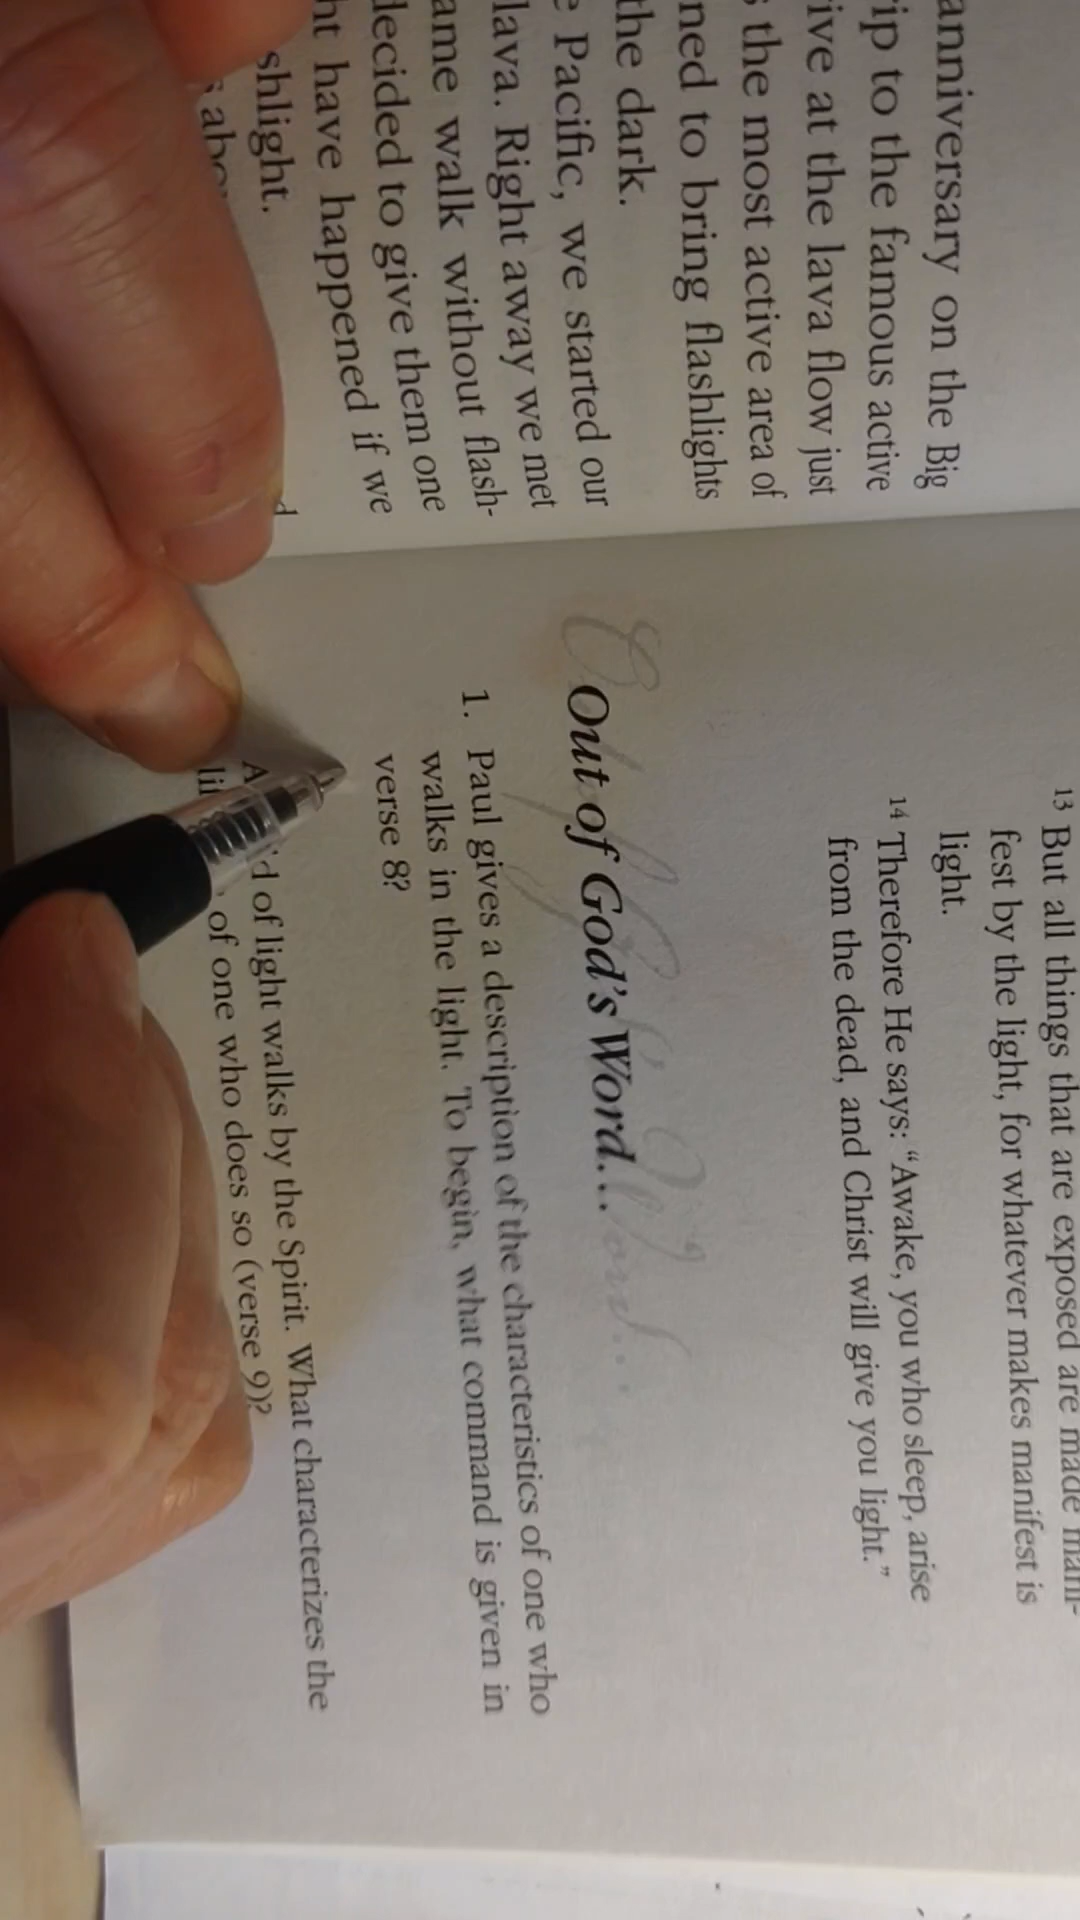 anniversary on the Big
ip to the famous active
ive at the lava flow just
the most active area of
ned to bring flashlights
the dark.
Pacific, we started our
lava. Right away we met
ame walk without flash-
decided to give them one
ht have happened if we
shlight.
13 But all things that are exposed are made mani-
fest by the light, for whatever makes manifest is
light.
14 Therefore He says: “Awake, you who sleep, arise
from the dead, and Christ will give you light.”
Out of God’s Word...
1. Paul gives a description of the characteristics of one who
walks in the light. To begin, what command is given in
verse 8?
of light walks by the Spirit. What characterizes the
of one who does so (verse 9)?